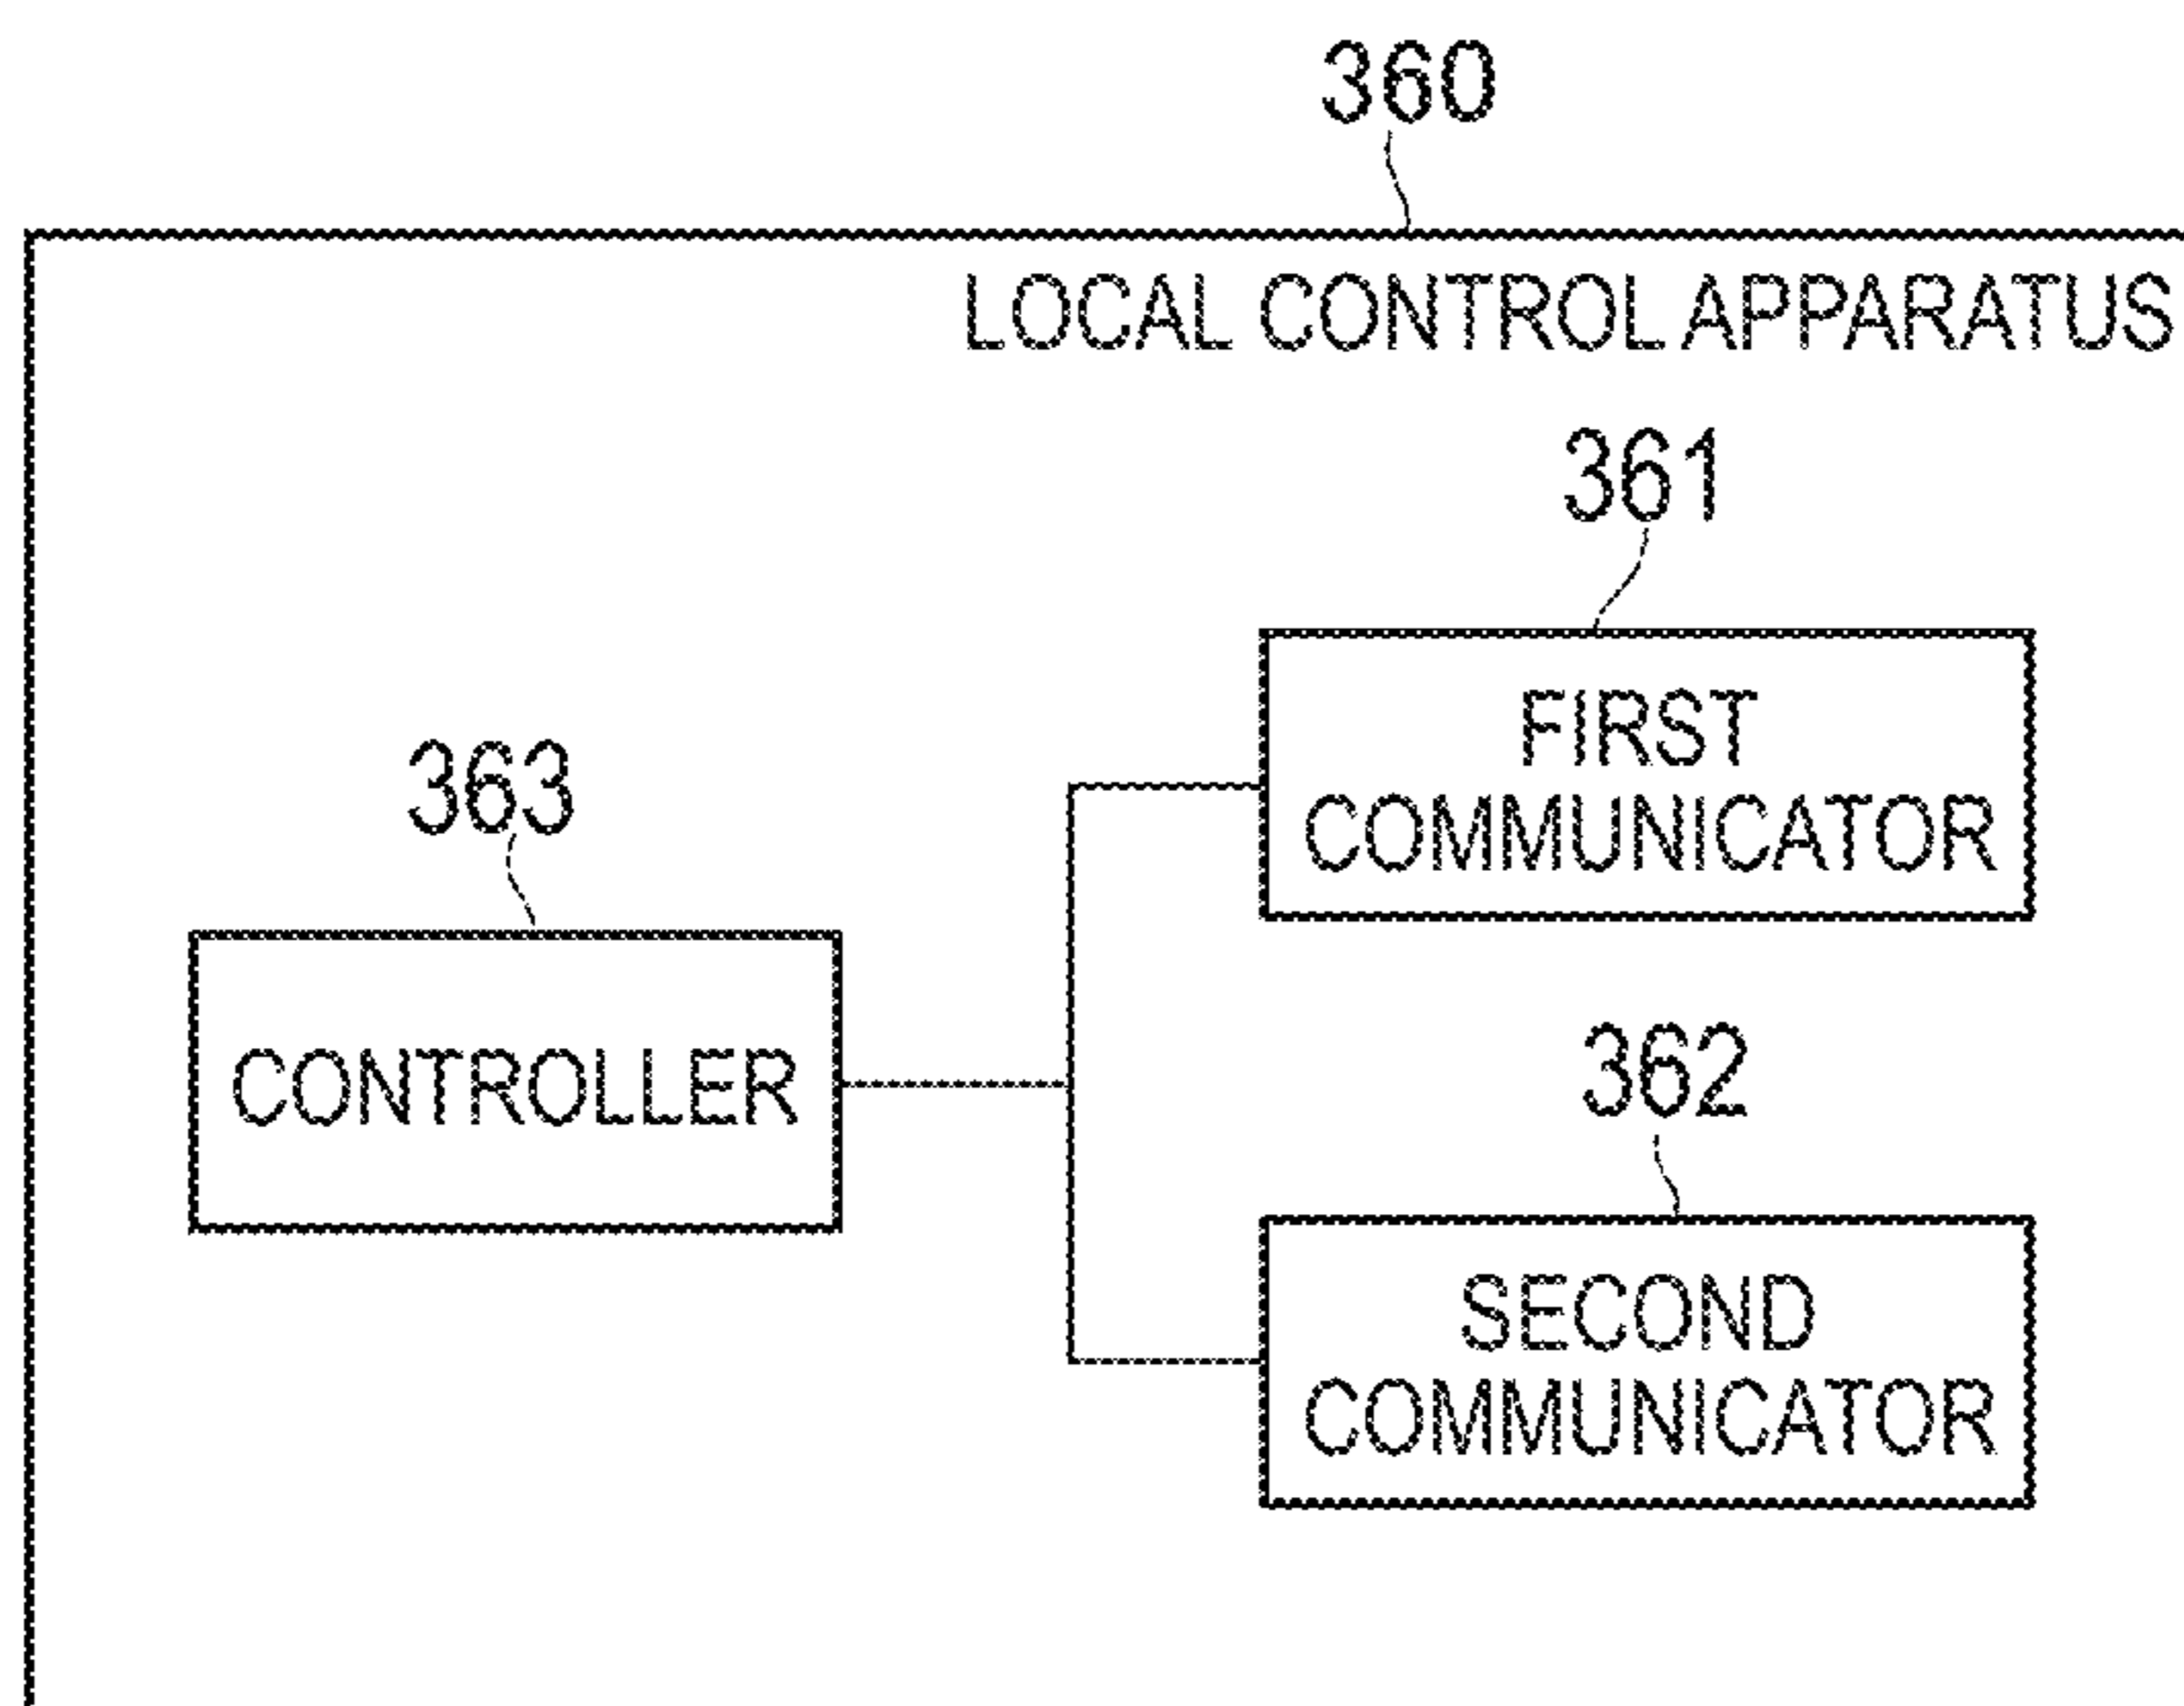 360
LOCAL CONTROL APPARATUS
361
FIRST
COMMUNICATOR
363
CONTROLLER
362
SECOND
COMMUNICATOR